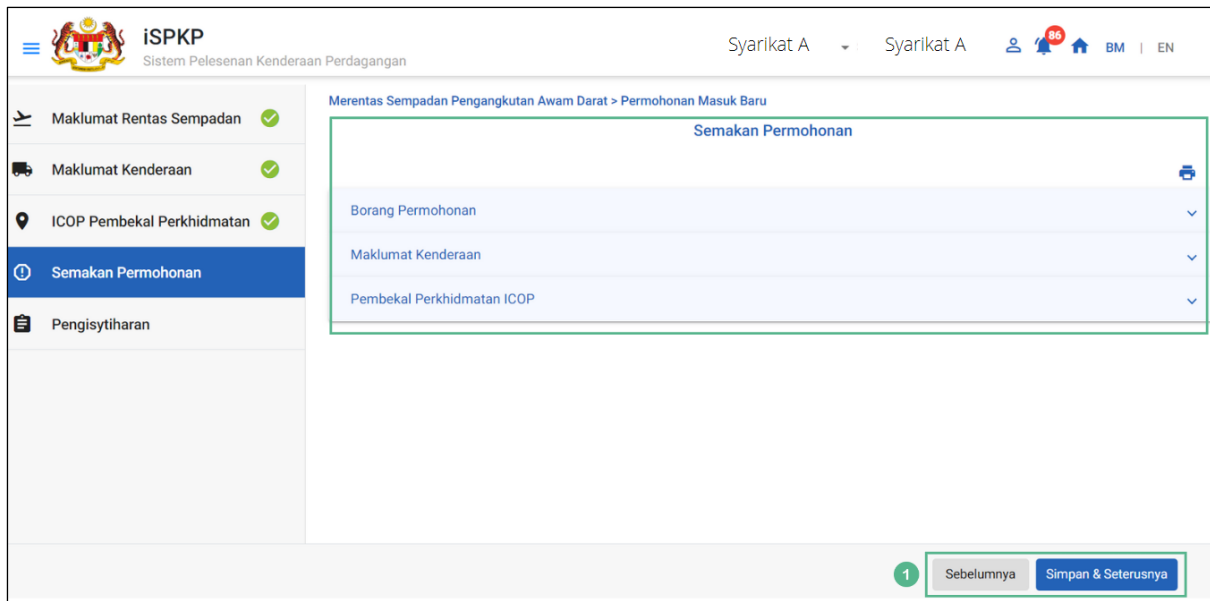 iSPKP
Sistem Pelesenan Kenderaan Perdagangan
Syarikat A
Syarikat A
86
BM | EN
Maklumat Rentas Sempadan
Maklumat Kenderaan
ICOP Pembekal Perkhidmatan
Semakan Permohonan
Pengisytiharan
Merentas Sempadan Pengangkutan Awam Darat > Permohonan Masuk Baru
Semakan Permohonan
Borang Permohonan
Maklumat Kenderaan
Pembekal Perkhidmatan ICOP
1
Sebelumnya
Simpan & Seterusnya